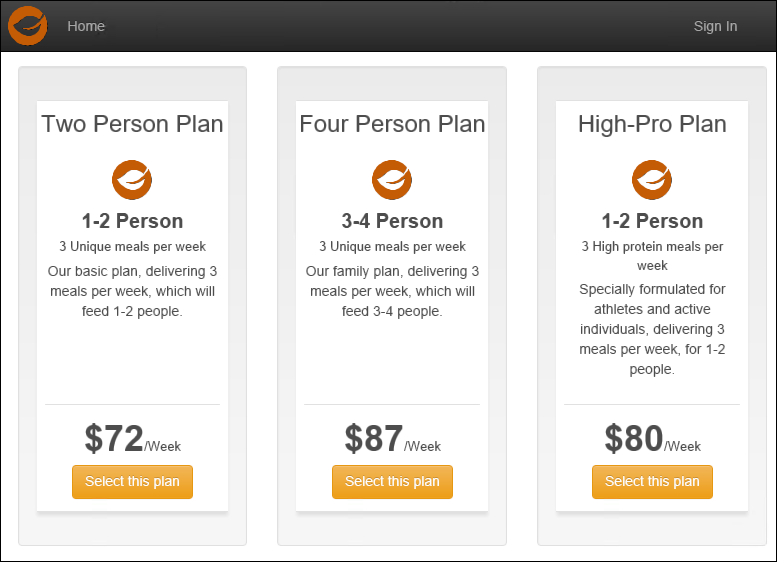 Home
Sign In
Two Person Plan
1-2 Person
3 Unique meals per week
Our basic plan, delivering 3
meals per week, which will
feed 1-2 people.
$72/Week
Select this plan
Four Person Plan
3-4 Person
3 Unique meals per week
Our family plan, delivering 3
meals per week, which will
feed 3-4 people.
$87/Week
Select this plan
High-Pro Plan
1-2 Person
3 High protein meals per
week
Specially formulated for
athletes and active
individuals, delivering 3
meals per week, for 1-2
people.
$80/Week
Select this plan